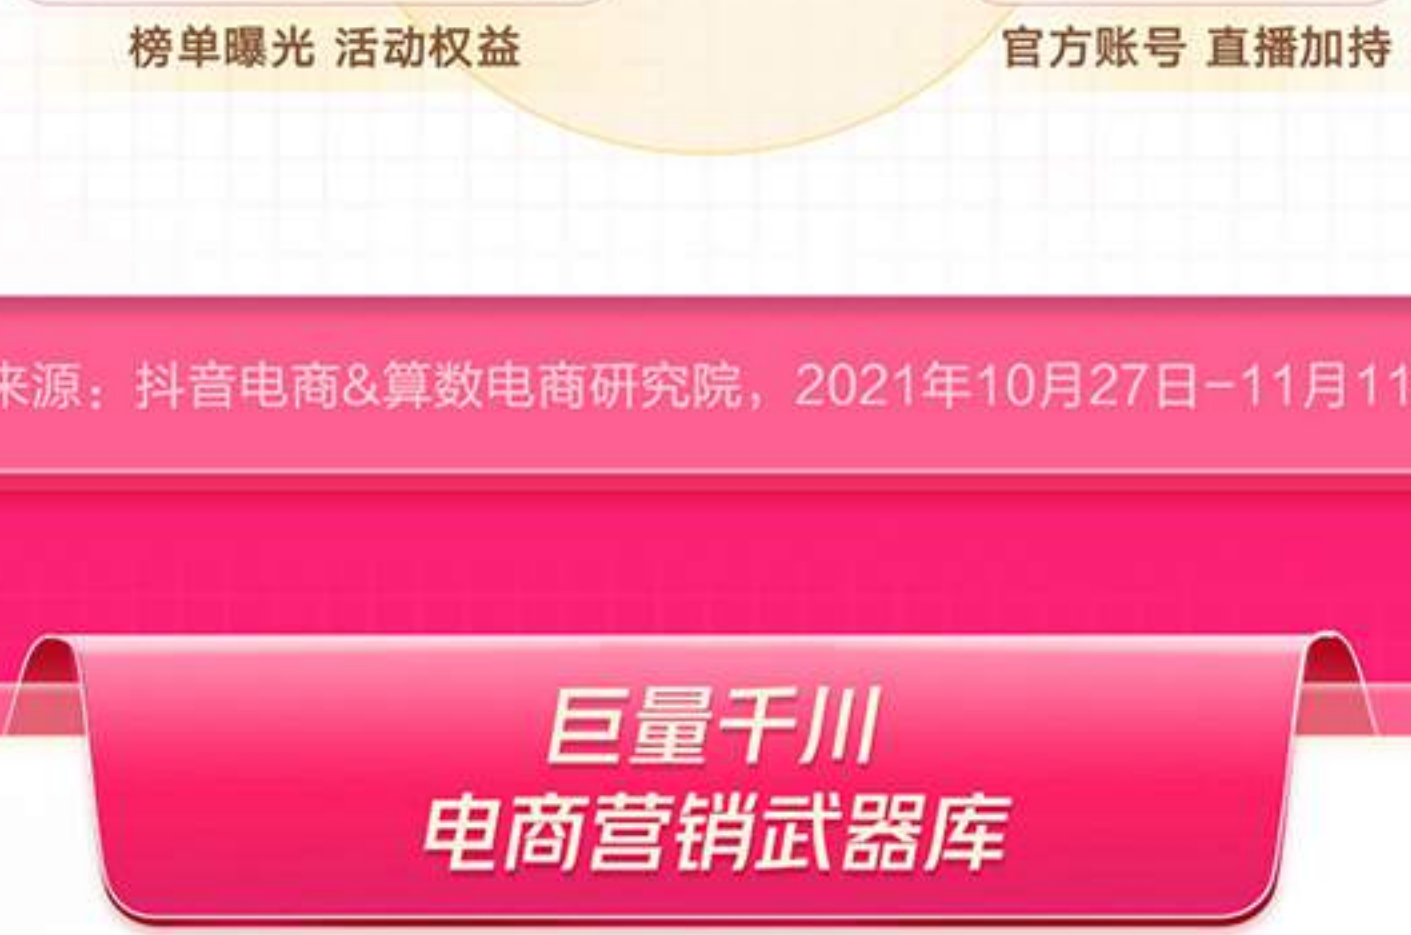 榜单曝光 活动权益
官方账号 直播加持
来源：抖音电商&算数电商研究院，2021年10月27日-11月11
巨量千川
电商营销武器库